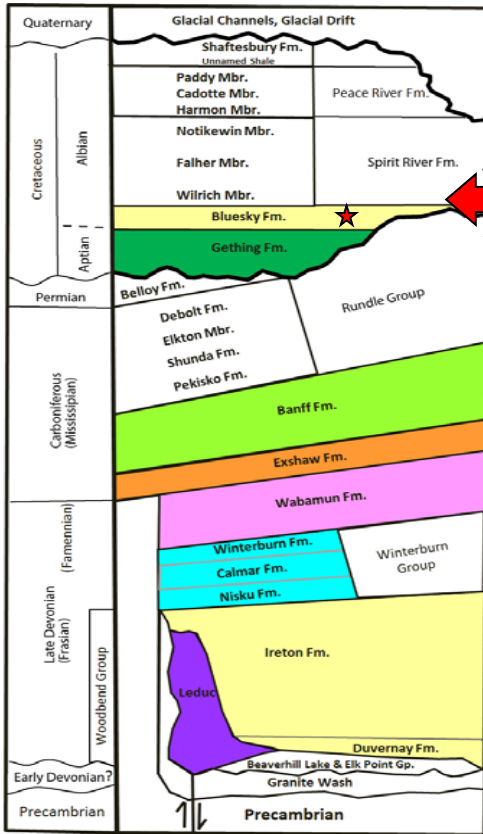 Quaternary
Glacial Channels, Glacial Drift
Cretaceous
Albian
Aptian
Shaftesbury Fm.
Unnamed Shale
Paddy Mbr.
Cadotte Mbr.
Harmon Mbr.
Peace River Fm.
Notikewin Mbr.
Falher Mbr.
Wilrich Mbr.
Spirit River Fm.
Bluesky Fm.
Gething Fm.
Permian
Belloy Fm.
Carboniferous
(Mississipian)
Debolt Fm.
Elkton Mbr.
Shunda Fm.
Pekisko Fm.
Rundle Group
Banff Fm.
Exshaw Fm.
Late Devonian
(Frasian)
(Famennian)
Wabamun Fm.
Winterburn Fm.
Calmar Fm.
Nisku Fm.
Winterburn
Group
Woodbend Group
Ireton Fm.
Leduc
Duvernay Fm.
Beaverhill Lake & Elk Point Gp.
Early Devonian?
Granite Wash
Precambrian
Precambrian